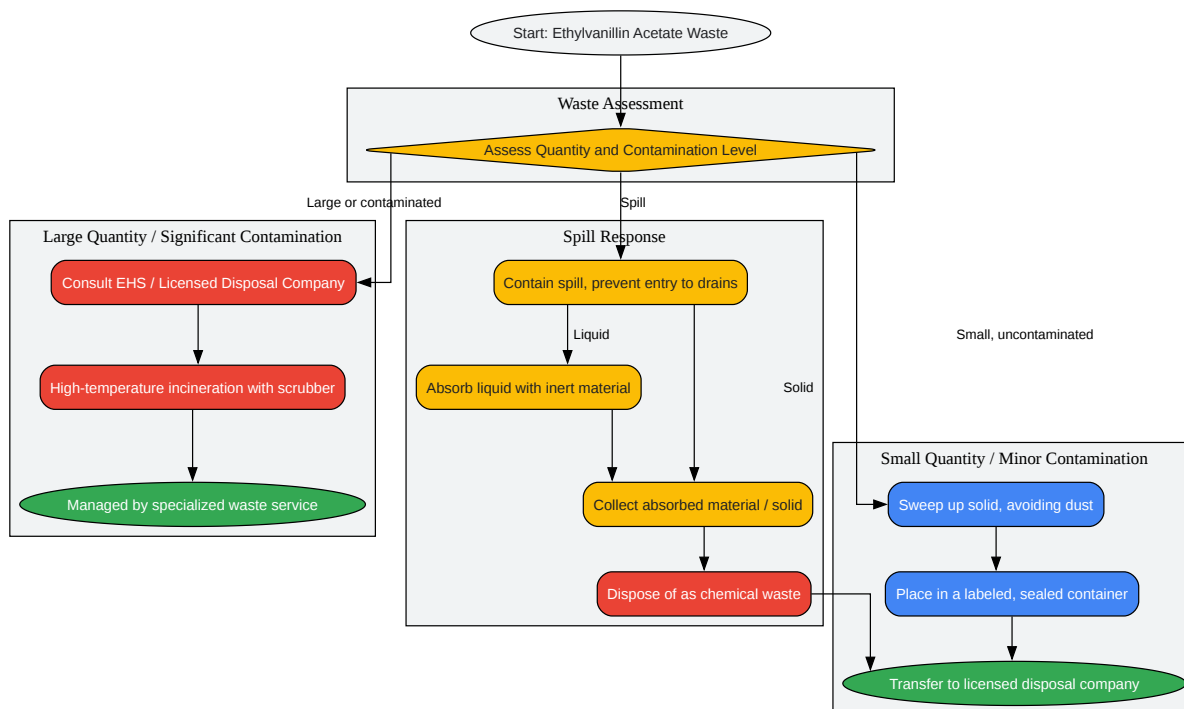 Start: Ethylvanillin Acetate Waste
Waste Assessment
Assess Quantity and Contamination Level
Large or contaminated
Spill
Large Quantity / Significant Contamination
Spill Response
Consult EHS / Licensed Disposal Company
Contain spill, prevent entry to drains
Liquid
Small, uncontaminated
High-temperature incineration with scrubber
Absorb liquid with inert material
Solid
Small Quantity / Minor Contamination
Managed by specialized waste service
Collect absorbed material / solid
Sweep up solid, avoiding dust
Dispose of as chemical waste
Place in a labeled, sealed container
Transfer to licensed disposal company